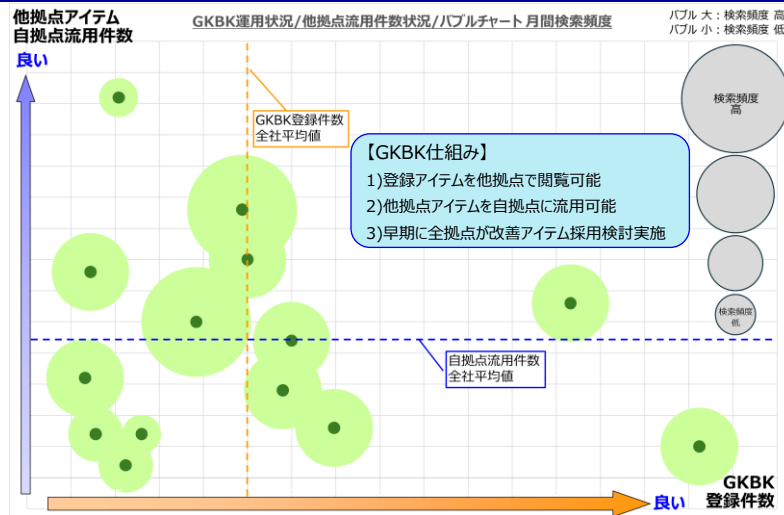 他拠点アイテム
自拠点流用件数
良い
GKBK運用状況/他拠点流用件数状況/バブルチャート 月間検索頻度
バブル 大：検索頻度 高
バブル 小：検索頻度 低
検索頻度
高
GKBK登録件数
全社平均値
【GKBK仕組み】
1)登録アイテムを他拠点で閲覧可能
2)他拠点アイテムを自拠点に流用可能
3)早期に全拠点が改善アイテム採用検討実施
検索頻度
低
自拠点流用件数
全社平均値
良い
GKBK
登録件数